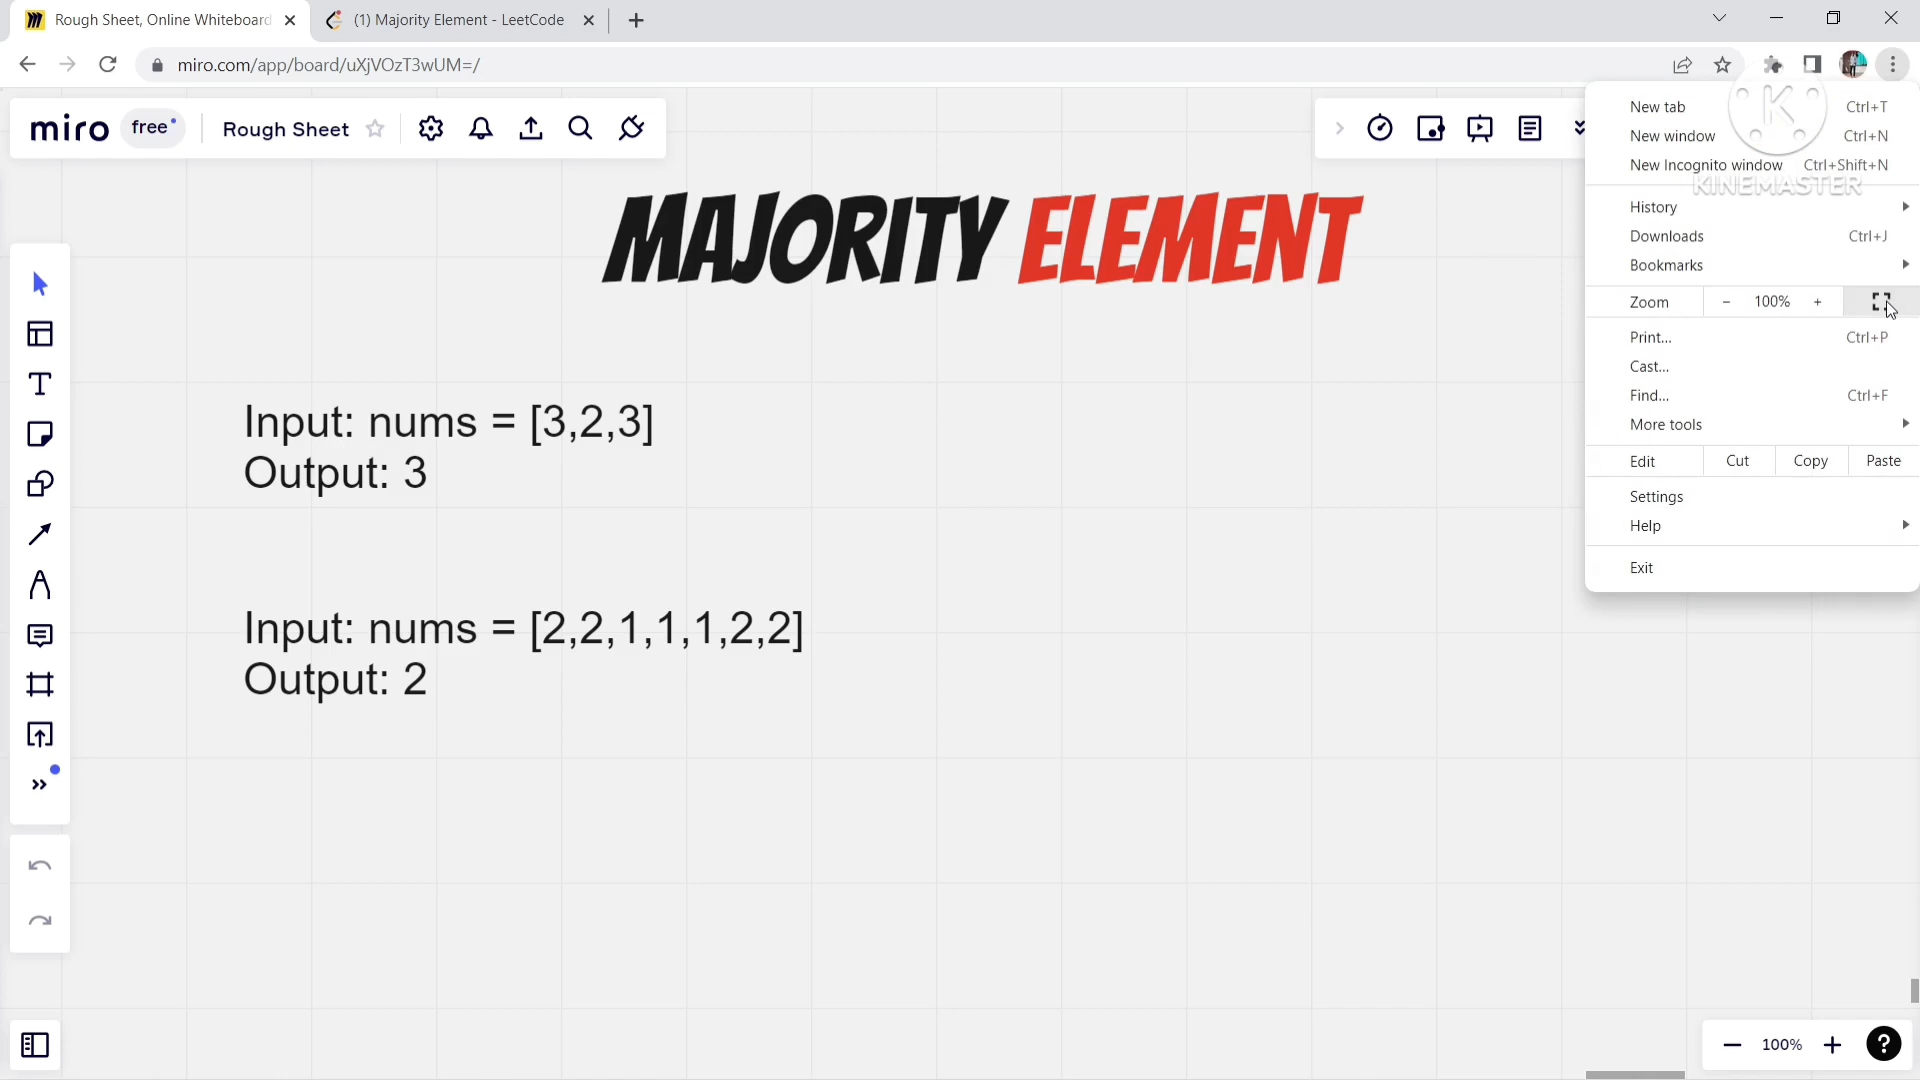 Rough Sheet, Online Whiteboard
(1) Majority Element - LeetCode
miro.com/app/board/uXjVOzT3wUM=/
miro
free
Rough Sheet
MAJORITY ELEMENT
Input: nums = [3,2,3]
Output: 3
Input: nums = [2,2,1,1,1,2,2]
Output: 2
New tab Ctrl+T
New window Ctrl+N
New Incognito window Ctrl+Shift+N
K
KINEMASTER
History
Downloads Ctrl+J
Bookmarks
Zoom - 100% +
Print... Ctrl+P
Cast...
Find... Ctrl+F
More tools
Edit Cut Copy Paste
Settings
Help
Exit
100%
?